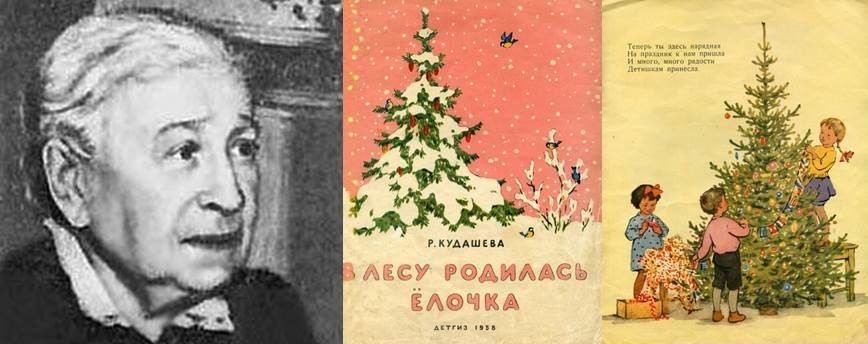 Р. КУДАШЕВА
В ЛЕСУ РОДИЛАСЬ
ЁЛОЧКА
ДЕТГИЗ 1958
Теперь ты здесь нарядная
На праздник к нам пришла
И много, много радости
Детишкам принесла.